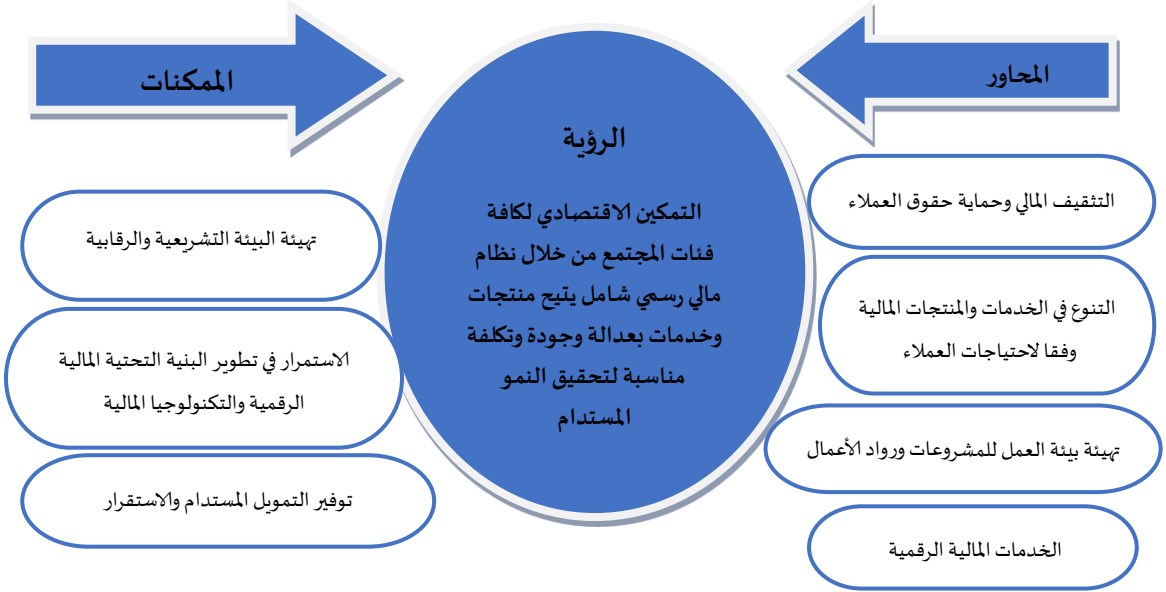 المحاور
التثقيف المالي وحماية حقوق العملاء
التنوع في الخدمات والمنتجات المالية
وفقا لاحتياجات العملاء
تهيئة بيئة العمل للمشروعات ورواد الأعمال
الخدمات المالية الرقمية
الرؤية
التمكين الاقتصادي لكافة
فئات المجتمع من خلال نظام
مالي رسمي شامل يتيح منتجات
وخدمات بعدالة وجودة وتكلفة
مناسبة لتحقيق النمو
المستدام
الممكنات
تهيئة البيئة التشريعية والرقابية
الاستمرار في تطوير البنية التحتية المالية
الرقمية والتكنولوجيا المالية
توفير التمويل المستدام والاستقرار